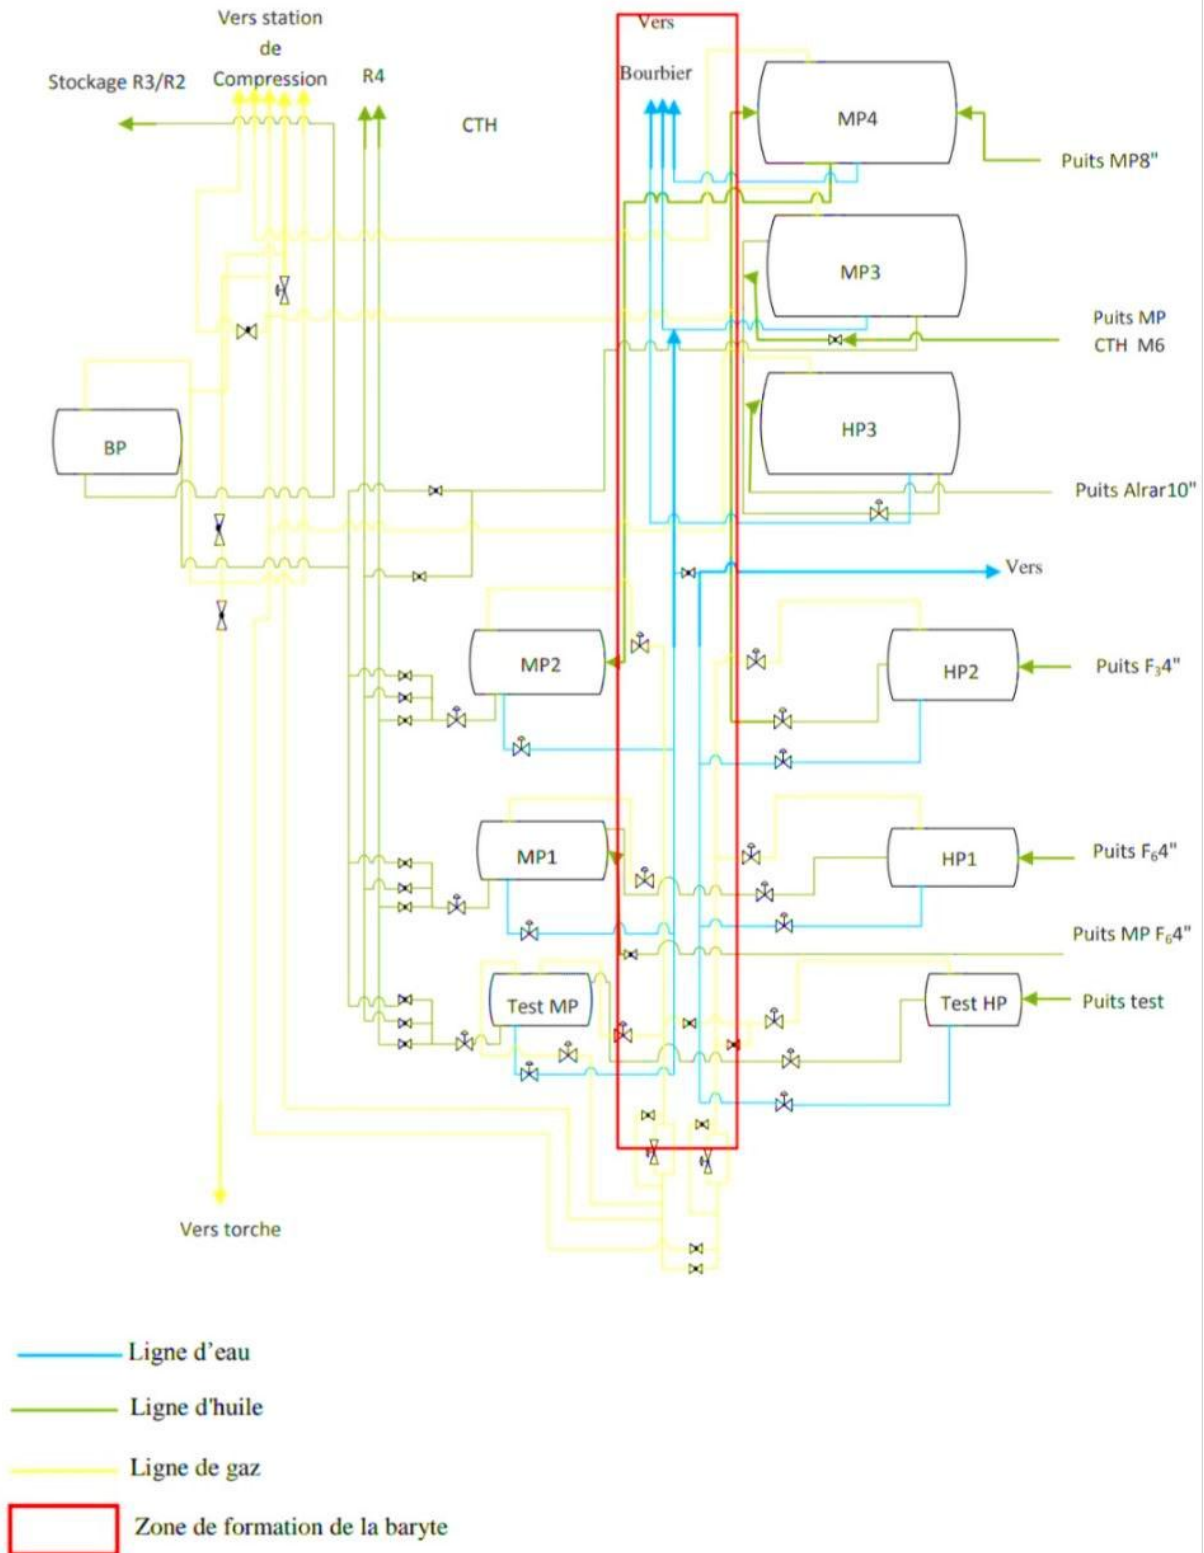 Vers station
de
Compression
Stockage R3/R2
R4
CTH
Vers
Bourbier
MP4
Puits MP8"
MP3
Puits MP
CTH M6
HP3
BP
Puits Alrar10"
Vers
MP2
HP2
Puits F₃4"
MP1
HP1
Puits F₆4"
Puits MP F₆4"
Test MP
Test HP
Puits test
Vers torche
Ligne d’eau
Ligne d'huile
Ligne de gaz
Zone de formation de la baryte